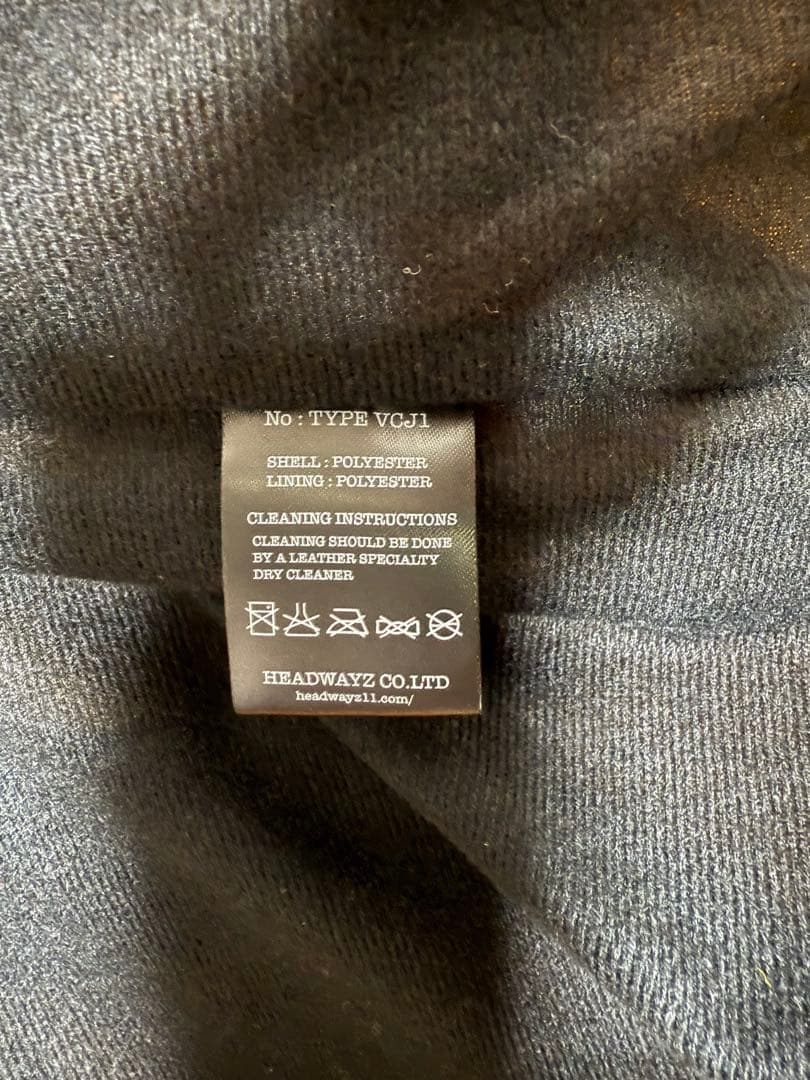 No : TYPE VCJ1
SHELL : POLYESTER
LINING : POLYESTER
CLEANING INSTRUCTIONS
CLEANING SHOULD BE DONE
BY A LEATHER SPECIALTY
DRY CLEANER
HEADWAYZ CO.LTD
headwayz11.com/